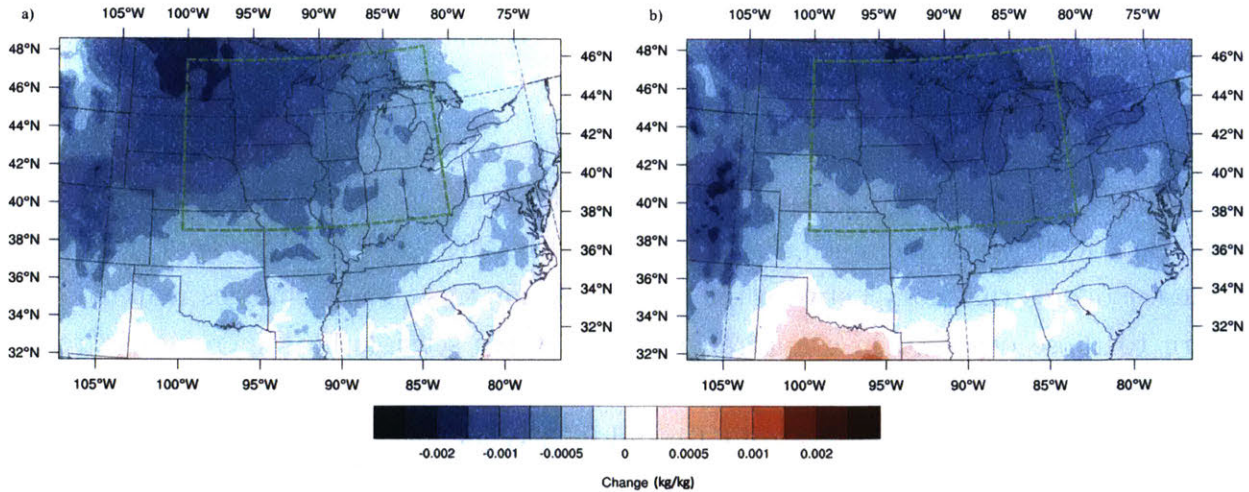 a)
105°W 100°W 95°W 90°W 85°W 80°W 75°W
b)
105°W 100°W 95°W 90°W 85°W 80°W 75°W
48°N
46°N
44°N
42°N
40°N
38°N
36°N
34°N
32°N
46°N
44°N
42°N
40°N
38°N
36°N
34°N
32°N
48°N
46°N
44°N
42°N
40°N
38°N
36°N
34°N
32°N
46°N
44°N
42°N
40°N
38°N
36°N
34°N
32°N
105°W 100°W 95°W 90°W 85°W 80°W
105°W 100°W 95°W 90°W 85°W 80°W
-0.002 -0.001 -0.0005 0 0.0005 0.001 0.002
Change (kg/kg)